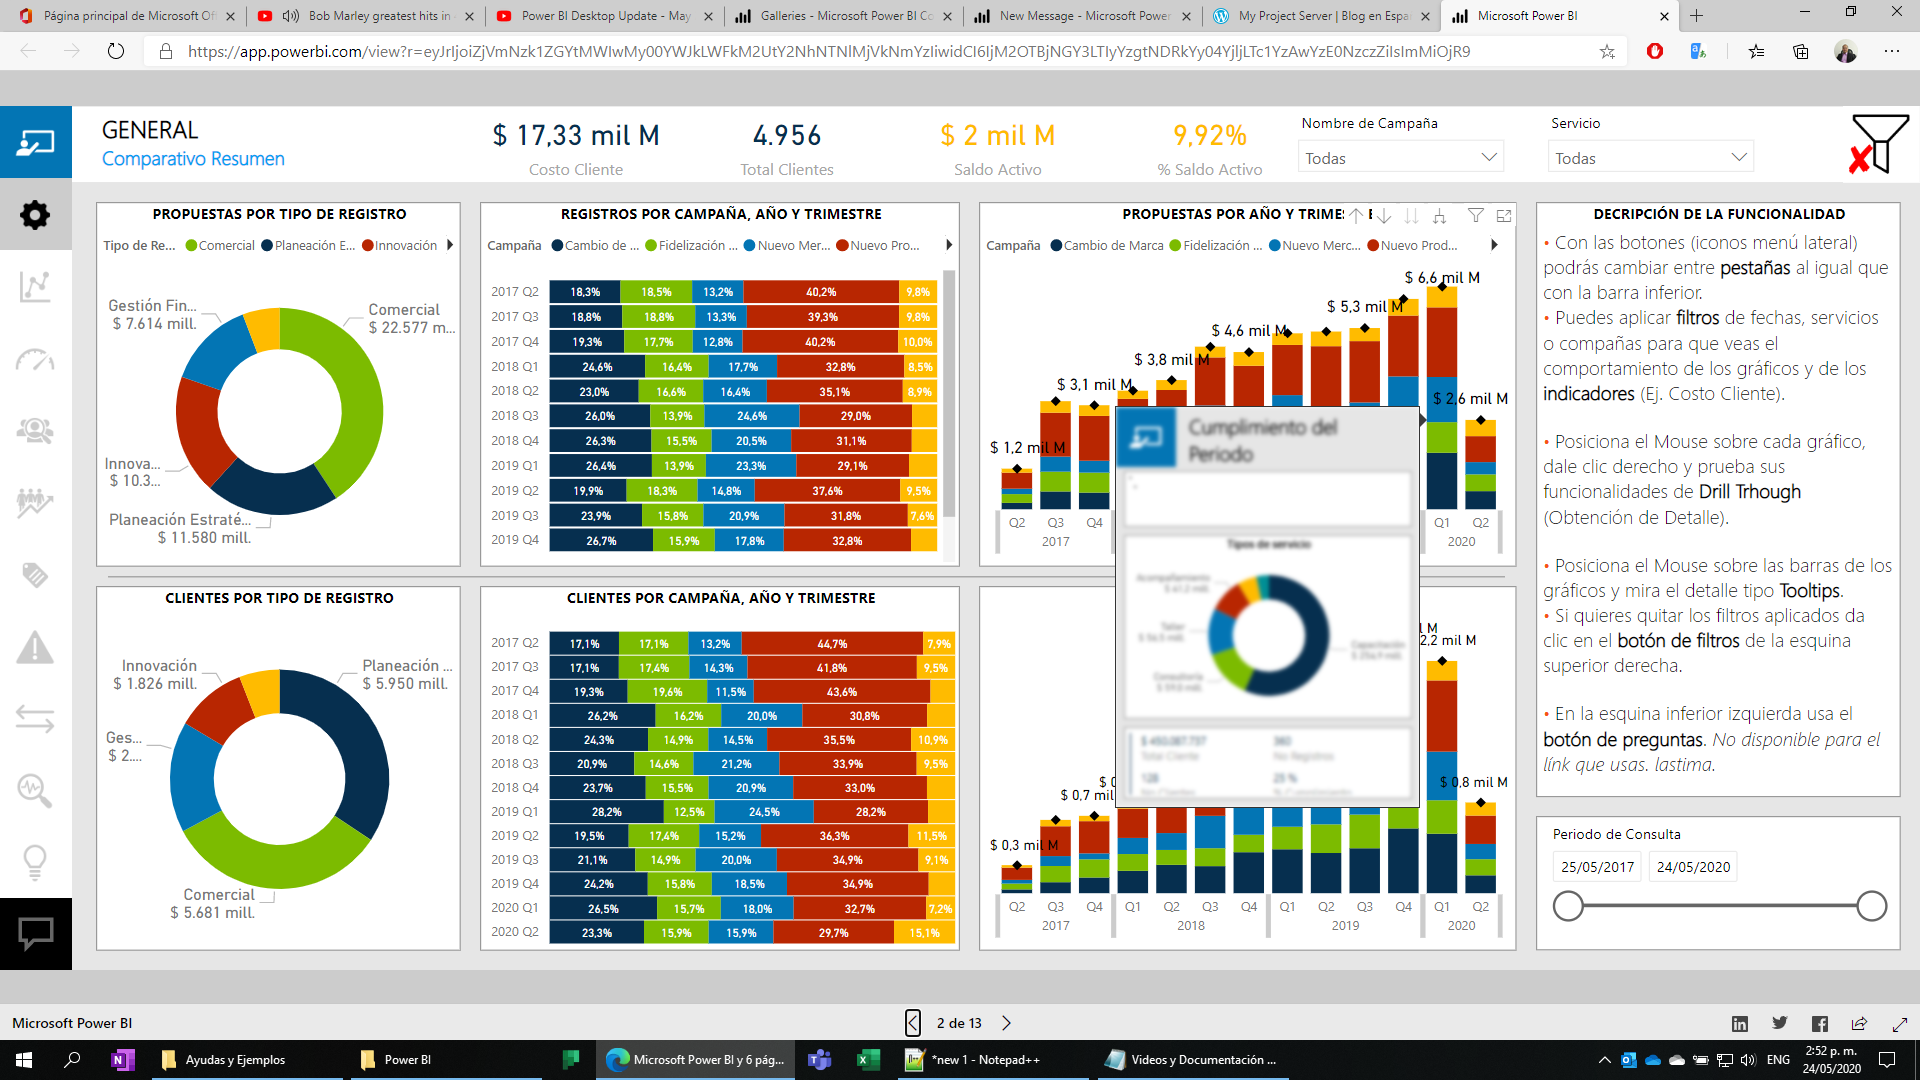 Página principal de Microsoft Of
Bob Marley greatest hits in
Power BI Desktop Update - May
Galleries - Microsoft Power BI Co
New Message - Microsoft Power
My Project Server | Blog en Espa
Microsoft Power BI
GENERAL
Comparativo Resumen
$ 17,33 mil M
Costo Cliente
4.956
Total Clientes
$ 2 mil M
Saldo Activo
9,92%
% Saldo Activo
Nombre de Campaña
Todas
Servicio
Todas
PROPUESTAS POR TIPO DE REGISTRO
Tipo de Re... Comercial Planeación E... Innovación
Gestión Fin...
$ 7.614 mill.
Comercial
$ 22.577 m...
Innova...
$ 10.3...
Planeación Estraté...
$ 11.580 mill.
REGISTROS POR CAMPAÑA, AÑO Y TRIMESTRE
Campaña Cambio de ... Fidelización ... Nuevo Mer... Nuevo Pro...
2017 Q2 18,3% 18,5% 13,2% 40,2% 9,8%
2017 Q3 18,8% 18,8% 13,3% 39,3% 9,8%
2017 Q4 19,3% 17,7% 12,8% 40,2% 10,0%
2018 Q1 24,6% 16,4% 17,7% 32,8% 8,5%
2018 Q2 23,0% 16,6% 16,4% 35,1% 8,9%
2018 Q3 26,0% 13,9% 24,6% 29,0%
2018 Q4 26,3% 15,5% 20,5% 31,1%
2019 Q1 26,4% 13,9% 23,3% 29,1%
2019 Q2 19,9% 18,3% 14,8% 37,6% 9,5%
2019 Q3 23,9% 15,8% 20,9% 31,8% 7,6%
2019 Q4 26,7% 15,9% 17,8% 32,8%
PROPUESTAS POR AÑO Y TRIMES
Campaña Cambio de Marca Fidelización ... Nuevo Merc... Nuevo Prod...
$ 1,2 mil M
$ 3,1 mil M
$ 3,8 mil M
$ 4,6 mil M
$ 5,3 mil M
$ 6,6 mil M
$ 2,6 mil M
Q2 Q3 Q4 Q1 Q2
2017 2020
Cumplimiento del
Periodo
Tipos de servicio
DECRIPCIÓN DE LA FUNCIONALIDAD
• Con las botones (iconos menú lateral)
podrás cambiar entre pestañas al igual que
con la barra inferior.
• Puedes aplicar filtros de fechas, servicios
o compañas para que veas el
comportamiento de los gráficos y de los
indicadores (Ej. Costo Cliente).
• Posiciona el Mouse sobre cada gráfico,
dale clic derecho y prueba sus
funcionalidades de Drill Trhough
(Obtención de Detalle).
• Posiciona el Mouse sobre las barras de los
gráficos y mira el detalle tipo Tooltips.
• Si quieres quitar los filtros aplicados da
clic en el botón de filtros de la esquina
superior derecha.
• En la esquina inferior izquierda usa el
botón de preguntas. No disponible para el
línk que usas. lastima.
CLIENTES POR TIPO DE REGISTRO
Innovación
$ 1.826 mill.
Planeación ...
$ 5.950 mill.
Ges...
$ 2....
Comercial
$ 5.681 mill.
CLIENTES POR CAMPAÑA, AÑO Y TRIMESTRE
2017 Q2 17,1% 17,1% 13,2% 44,7% 7,9%
2017 Q3 17,1% 17,4% 14,3% 41,8% 9,5%
2017 Q4 19,3% 19,6% 11,5% 43,6%
2018 Q1 26,2% 16,2% 20,0% 30,8%
2018 Q2 24,3% 14,9% 14,5% 35,5% 10,9%
2018 Q3 20,9% 14,6% 21,2% 33,9% 9,5%
2018 Q4 23,7% 15,5% 20,9% 33,0%
2019 Q1 28,2% 12,5% 24,5% 28,2%
2019 Q2 19,5% 17,4% 15,2% 36,3% 11,5%
2019 Q3 21,1% 14,9% 20,0% 34,9% 9,1%
2019 Q4 24,2% 15,8% 18,5% 34,9%
2020 Q1 26,5% 15,7% 18,0% 32,7% 7,2%
2020 Q2 23,3% 15,9% 15,9% 29,7% 15,1%
$ 0,3 mil M
$ 0,7 mil
$ 0
l M
2,2 mil M
$ 0,8 mil M
Q2 Q3 Q4 Q1 Q2 Q3 Q4 Q1 Q2 Q3 Q4 Q1 Q2
2017 2018 2019 2020
Periodo de Consulta
25/05/2017 24/05/2020
Microsoft Power BI
2 de 13
Ayudas y Ejemplos
Power BI
Microsoft Power BI y 6 pág...
*new 1 - Notepad++
Videos y Documentación ...
ENG
2:52 p. m.
24/05/2020